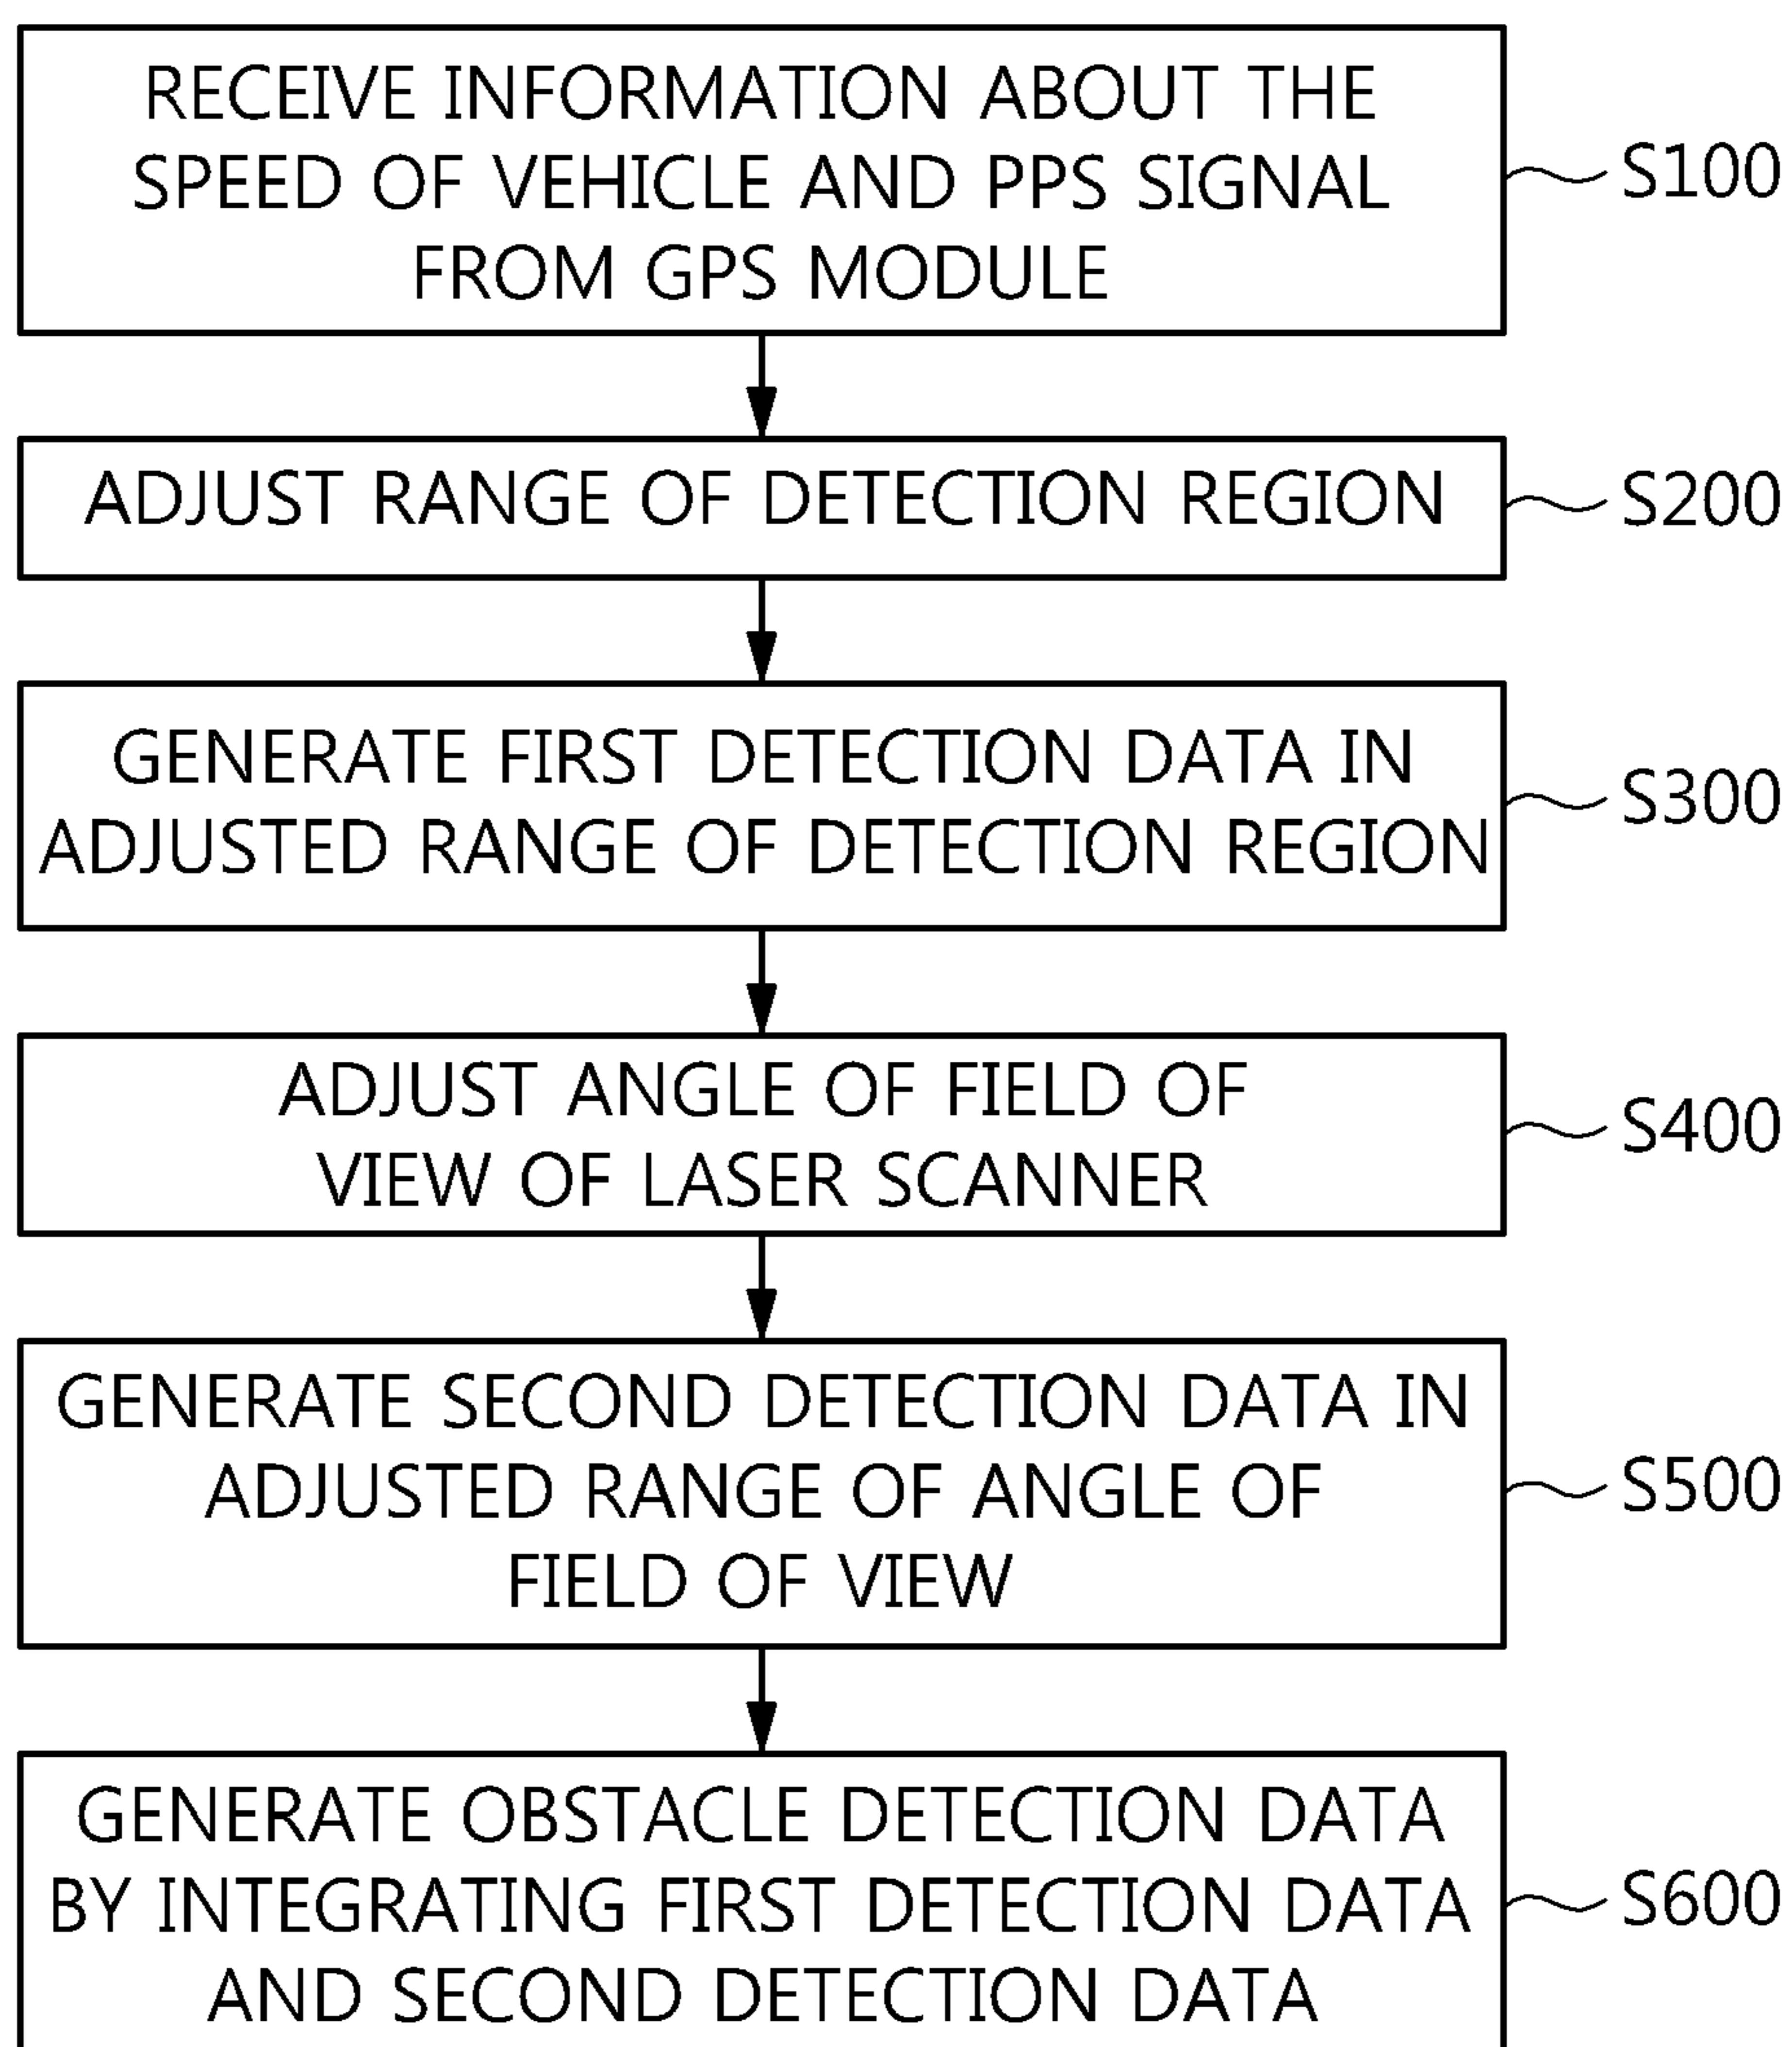 RECEIVE INFORMATION ABOUT THE
SPEED OF VEHICLE AND PPS SIGNAL
FROM GPS MODULE
S100
ADJUST RANGE OF DETECTION REGION
S200
GENERATE FIRST DETECTION DATA IN
ADJUSTED RANGE OF DETECTION REGION
S300
ADJUST ANGLE OF FIELD OF
VIEW OF LASER SCANNER
S400
GENERATE SECOND DETECTION DATA IN
ADJUSTED RANGE OF ANGLE OF
FIELD OF VIEW
S500
GENERATE OBSTACLE DETECTION DATA
BY INTEGRATING FIRST DETECTION DATA
AND SECOND DETECTION DATA
S600